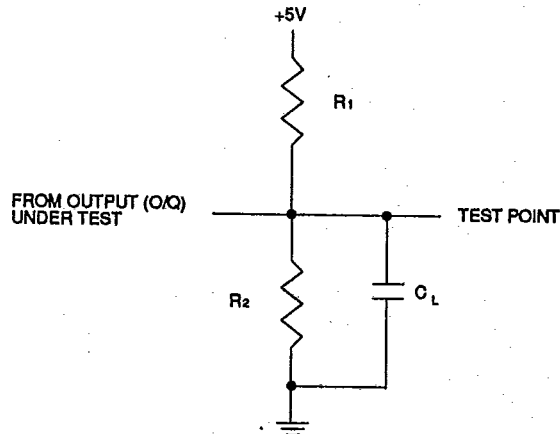 +5V
R1
FROM OUTPUT (O/Q)
UNDER TEST
TEST POINT
R2
CL